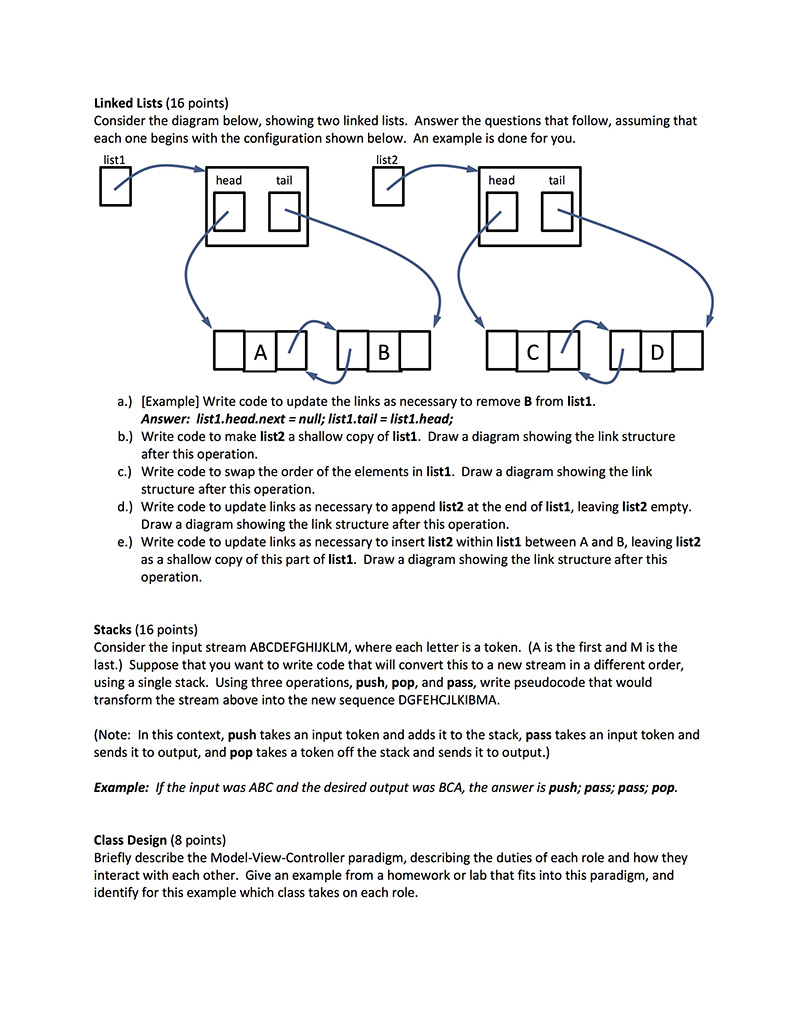 Linked Lists (16 points)
Consider the diagram below, showing two linked lists.  Answer the questions that follow, assuming that
each one begins with the configuration shown below.  An example is done for you.
list1 list2
head tail head tail
A B C D
a.) [Example] Write code to update the links as necessary to remove B from list1.
Answer:  list1.head.next = null; list1.tail = list1.head;
b.) Write code to make list2 a shallow copy of list1.  Draw a diagram showing the link structure
after this operation.
c.) Write code to swap the order of the elements in list1.  Draw a diagram showing the link
structure after this operation.
d.) Write code to update links as necessary to append list2 at the end of list1, leaving list2 empty.
Draw a diagram showing the link structure after this operation.
e.) Write code to update links as necessary to insert list2 within list1 between A and B, leaving list2
as a shallow copy of this part of list1.  Draw a diagram showing the link structure after this
operation.
Stacks (16 points)
Consider the input stream ABCDEFGHIJKLM, where each letter is a token.  (A is the first and M is the
last.)  Suppose that you want to write code that will convert this to a new stream in a different order,
using a single stack.  Using three operations, push, pop, and pass, write pseudocode that would
transform the stream above into the new sequence DGFEHCJLKIBMA.
(Note:  In this context, push takes an input token and adds it to the stack, pass takes an input token and
sends it to output, and pop takes a token off the stack and sends it to output.)
Example:  If the input was ABC and the desired output was BCA, the answer is push; pass; pass; pop.
Class Design (8 points)
Briefly describe the Model-View-Controller paradigm, describing the duties of each role and how they
interact with each other.  Give an example from a homework or lab that fits into this paradigm, and
identify for this example which class takes on each role.